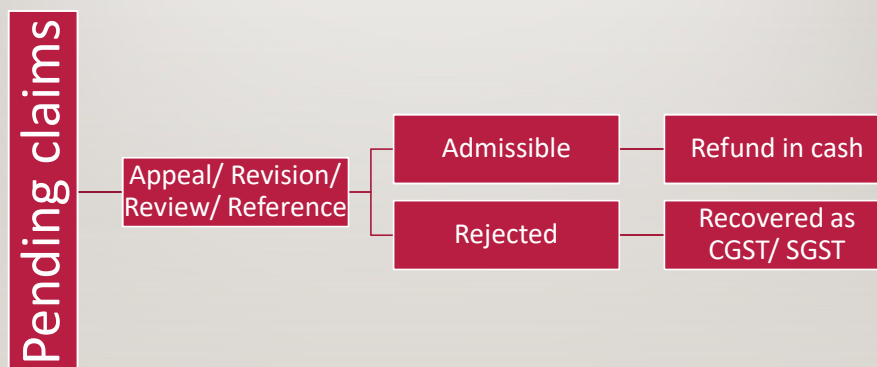 Pending claims
Appeal/ Revision/
Review/ Reference
Admissible
Refund in cash
Rejected
Recovered as
CGST/ SGST